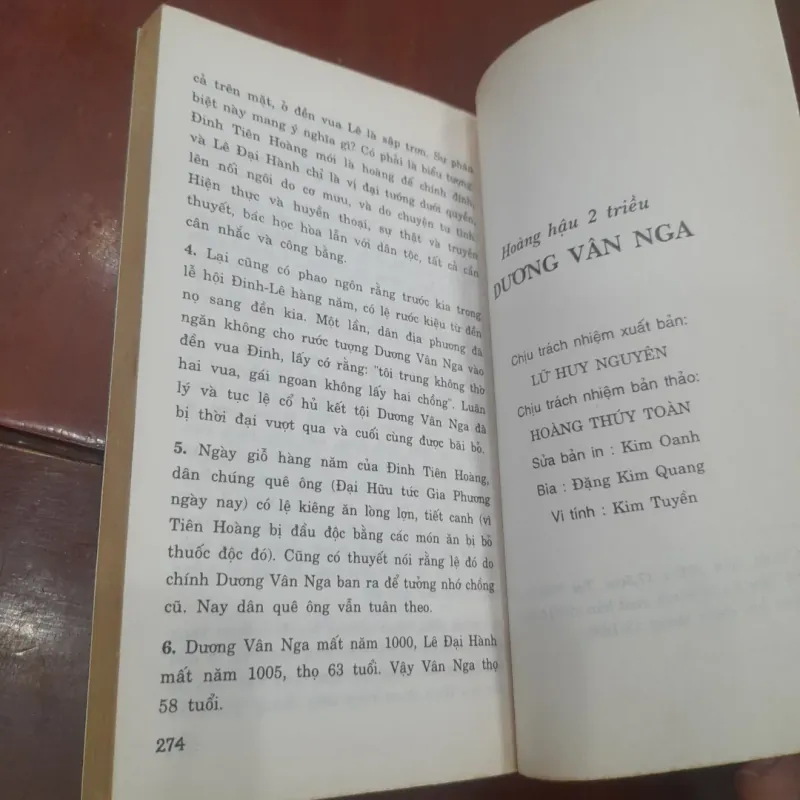 cả trên mặt, ở đền vua Lê là sập trơn. Sự phân
biệt này mang ý nghĩa gì? Có phải là biểu tượng
Đinh Tiên Hoàng mới là hoàng đế chính định,
và Lê Đại Hành chỉ là vị đại tướng dưới quyền,
lên nối ngôi do cơ mưu, và do chuyện tư tình.
Hiện thực và huyền thoại, sự thật và truyền
thuyết, bác học hòa lẫn với dân tộc, tất cả cần
cân nhắc và công bằng.
4. Lại cũng có phao ngôn rằng trước kia trong
lễ hội Đinh-Lê hàng năm, có lệ rước kiệu từ đền
nọ sang đền kia. Một lần, dân địa phương đã
ngăn không cho rước tượng Dương Vân Nga vào
đền vua Đinh, lấy cớ rằng: "tôi trung không thờ
hai vua, gái ngoan không lấy hai chồng". Luân
lý và tục lệ cổ hủ kết tội Dương Vân Nga đã
bị thời đại vượt qua và cuối cùng được bãi bỏ.
5. Ngày giỗ hàng năm của Đinh Tiên Hoàng,
dân chúng quê ông (Đại Hữu tức Gia Phương
ngày nay) có lệ kiêng ăn lòng lợn, tiết canh (vì
Tiên Hoàng bị đầu độc bằng các món ăn bị bỏ
thuốc độc đó). Cũng có thuyết nói rằng lệ đó do
chính Dương Vân Nga ban ra để tưởng nhớ chồng
cũ. Nay dân quê ông vẫn tuân theo.
6. Dương Vân Nga mất năm 1000, Lê Đại Hành
mất năm 1005, thọ 63 tuổi. Vậy Vân Nga thọ
58 tuổi.
274
Hoàng hậu 2 triều
DƯƠNG VÂN NGA
Chịu trách nhiệm xuất bản:
LỮ HUY NGUYÊN
Chịu trách nhiệm bản thảo:
HOÀNG THÚY TOÀN
Sửa bản in : Kim Oanh
Bìa : Đặng Kim Quang
Vi tính : Kim Tuyển